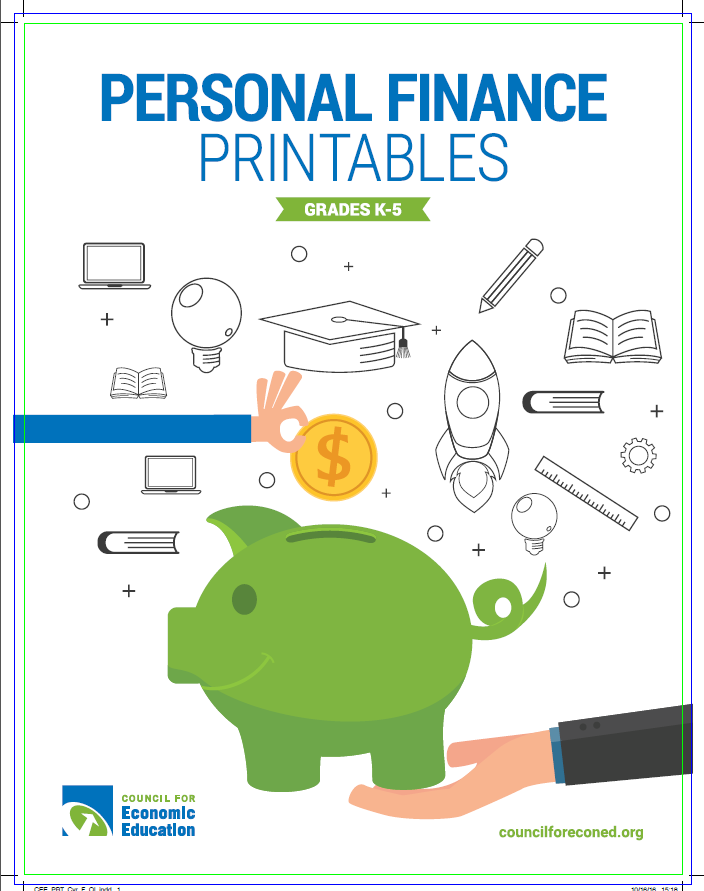 PERSONAL FINANCE
PRINTABLES
GRADES K-5
$
COUNCIL FOR
Economic
Education
councilforeconed.org